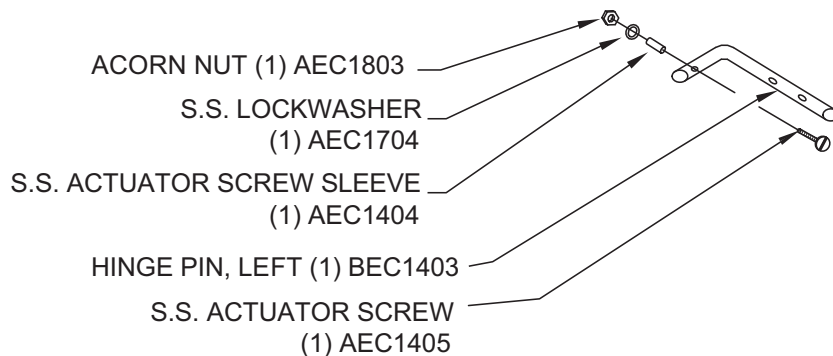 ACORN NUT (1) AEC1803
S.S. LOCKWASHER
(1) AEC1704
S.S. ACTUATOR SCREW SLEEVE
(1) AEC1404
HINGE PIN, LEFT (1) BEC1403
S.S. ACTUATOR SCREW
(1) AEC1405